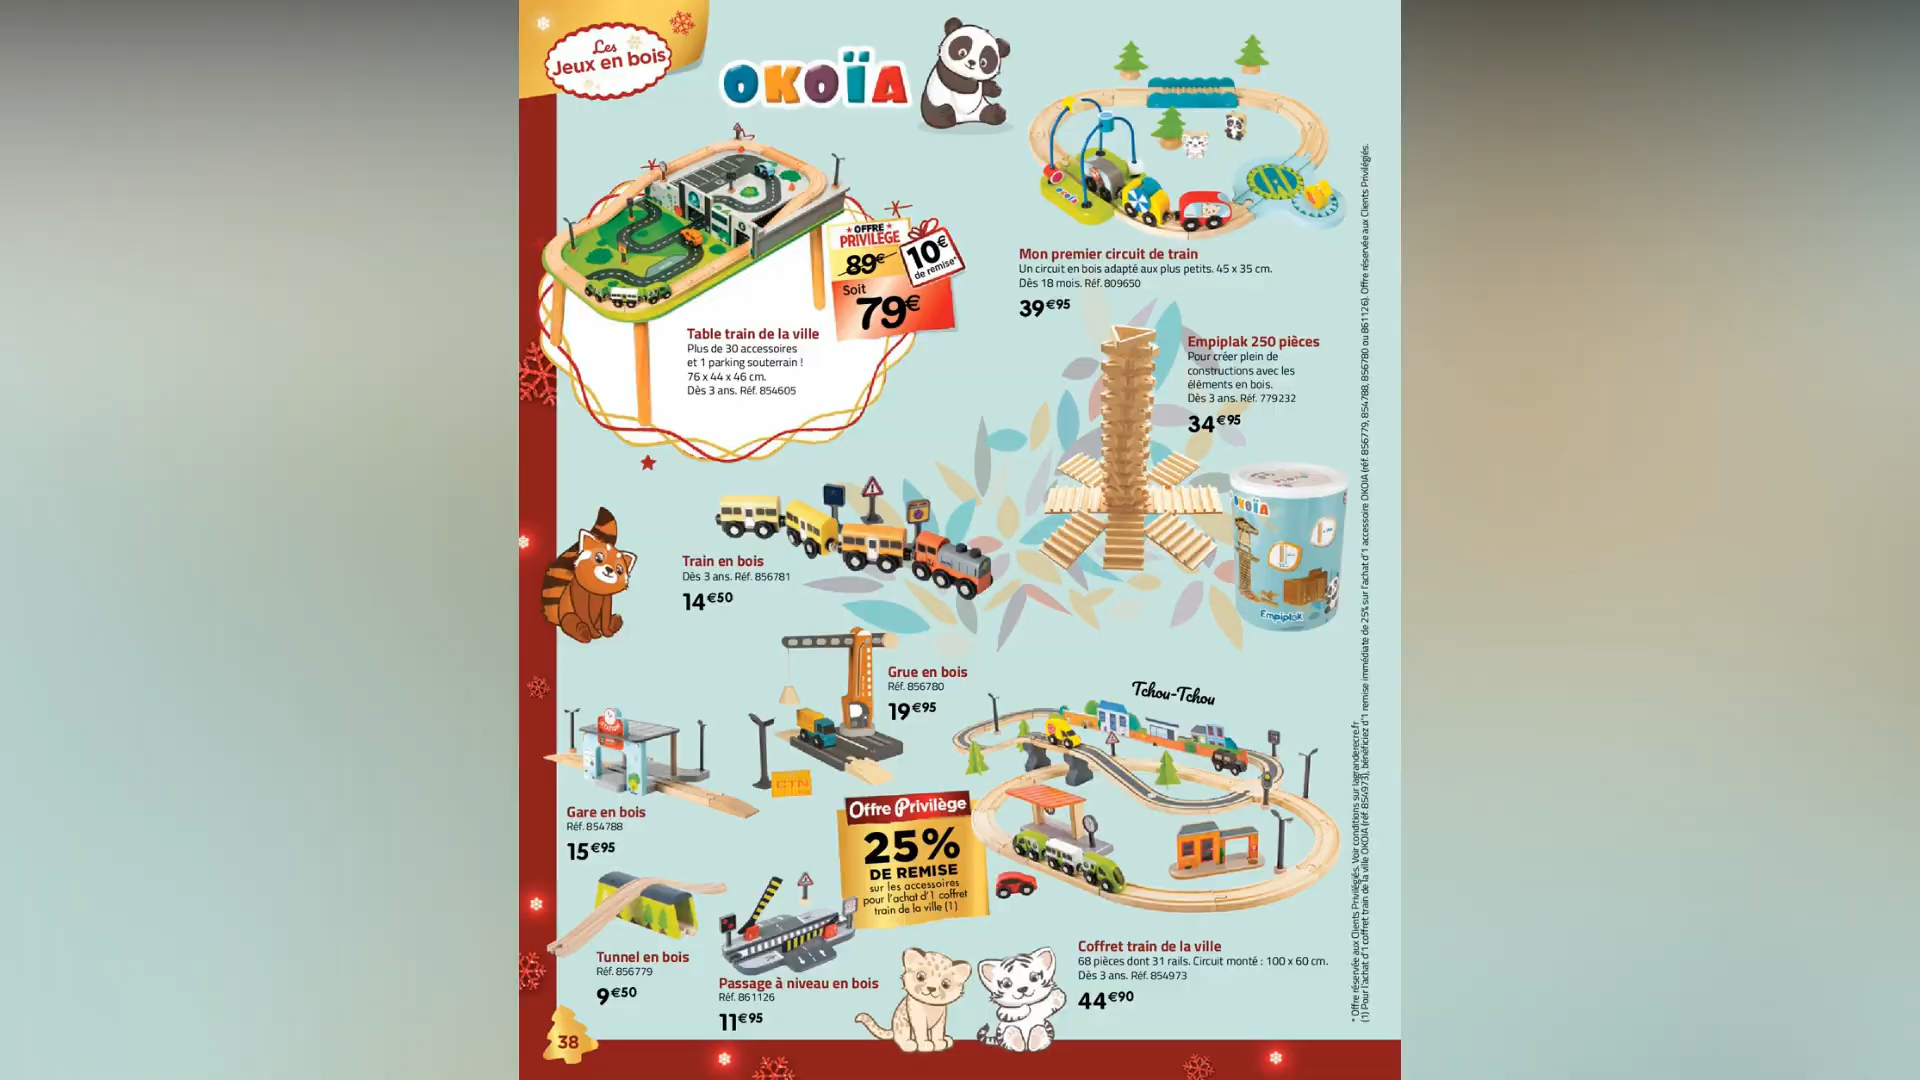 Les
Jeux en bois
OKOÏA
OFFRE
PRIVILÈGE
89€
10€
de remise*
Soit
79€
Table train de la ville
Plus de 30 accessoires
et 1 parking souterrain !
76 x 44 x 46 cm.
Dès 3 ans. Réf. 854605
Mon premier circuit de train
Un circuit en bois adapté aux plus petits. 45 x 35 cm.
Dès 18 mois. Réf. 809650
39€95
Empiplak 250 pièces
Pour créer plein de
constructions avec les
éléments en bois.
Dès 3 ans. Réf. 779232
34€95
OKOÏA
Empiplak
Train en bois
Dès 3 ans. Réf. 856781
14€50
Grue en bois
Réf. 856780
19€95
CTN
Tchou-Tchou
Gare en bois
Réf. 854788
15€95
Offre Privilège
25%
DE REMISE
sur les accessoires
pour l'achat d'1 coffret
train de la ville (1)
Tunnel en bois
Réf. 856779
9€50
Passage à niveau en bois
Réf. 861126
11€95
Coffret train de la ville
68 pièces dont 31 rails. Circuit monté : 100 x 60 cm.
Dès 3 ans. Réf. 854973
44€90
38
* Offre réservée aux Clients Privilégiés. Voir conditions sur lagranderecre.fr
(1) Pour l'achat d'1 coffret train de la ville OKOIA (réf. 854973), bénéficiez d'1 remise immédiate de 25% sur l'achat d'1 accessoire OKOIA (réf. 856779, 854788, 856780 ou 861126). Offre réservée aux Clients Privilégiés.